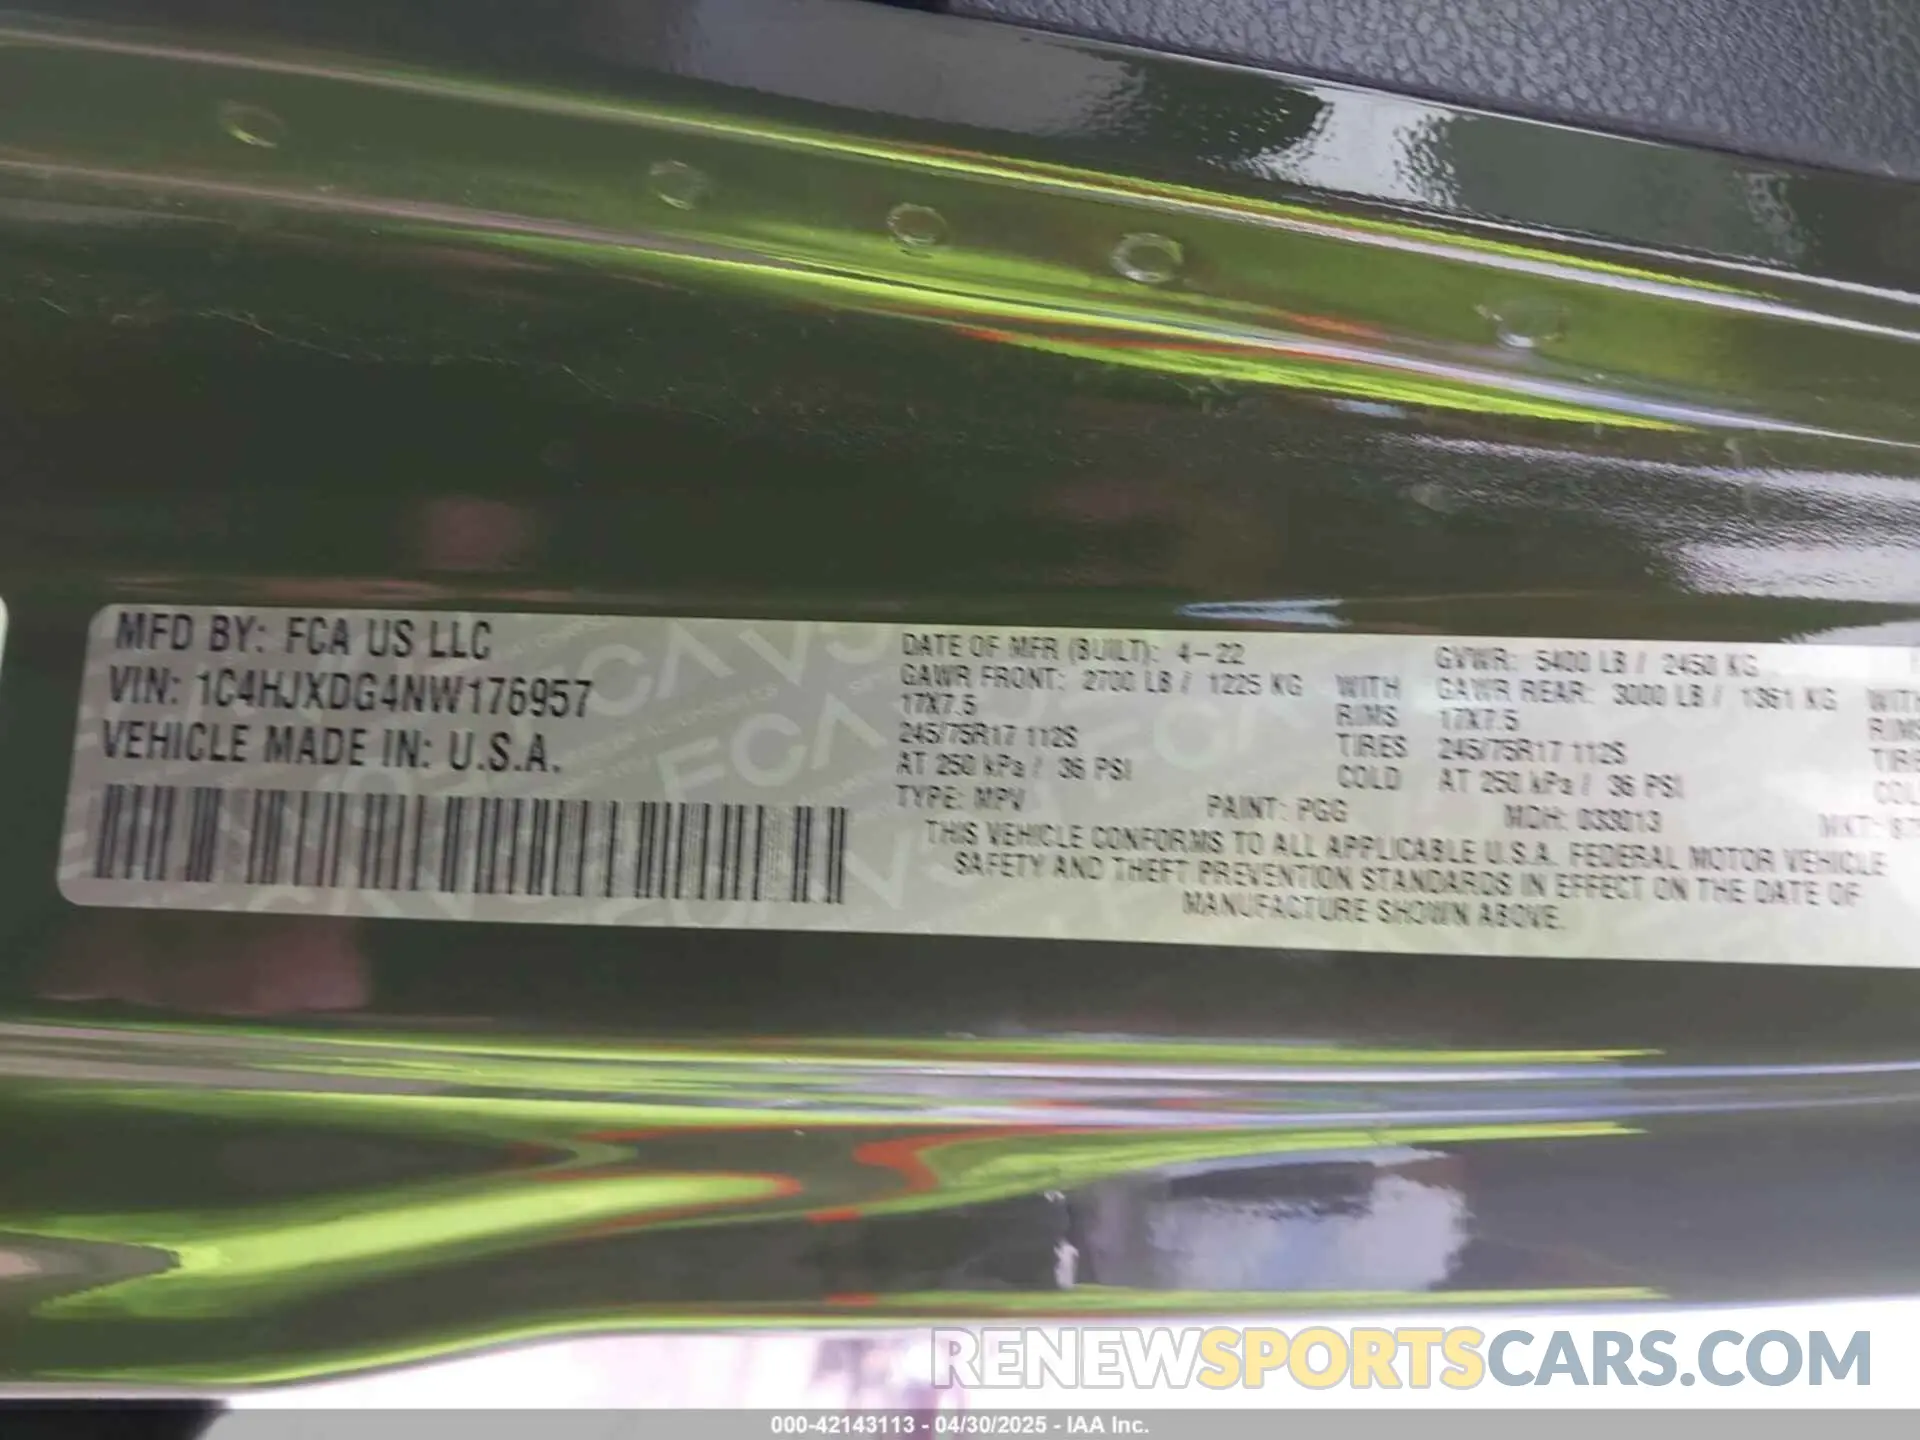 MFD BY: FCA US LLC
VIN: 1C4HJXDG4NW176957
VEHICLE MADE IN: U.S.A.
DATE OF MFR (BUILT): 4-22
GAWR FRONT: 2700 LB / 1225 KG WITH
17X7.5 RIMS
245/75R17 112S TIRES
AT 250 kPa / 36 PSI COLD
GVWR: 5400 LB / 2450 KG
GAWR REAR: 3000 LB / 1361 KG WITH
17X7.5 RIMS
245/75R17 112S
AT 250 kPa / 36 PSI
TYPE: MPV PAINT: PGG MDH: 033013 MKT:
THIS VEHICLE CONFORMS TO ALL APPLICABLE U.S.A. FEDERAL MOTOR VEHICLE
SAFETY AND THEFT PREVENTION STANDARDS IN EFFECT ON THE DATE OF
MANUFACTURE SHOWN ABOVE.
RENEWSPORTSCARS.COM
000-42143113 - 04/30/2025 - IAA Inc.